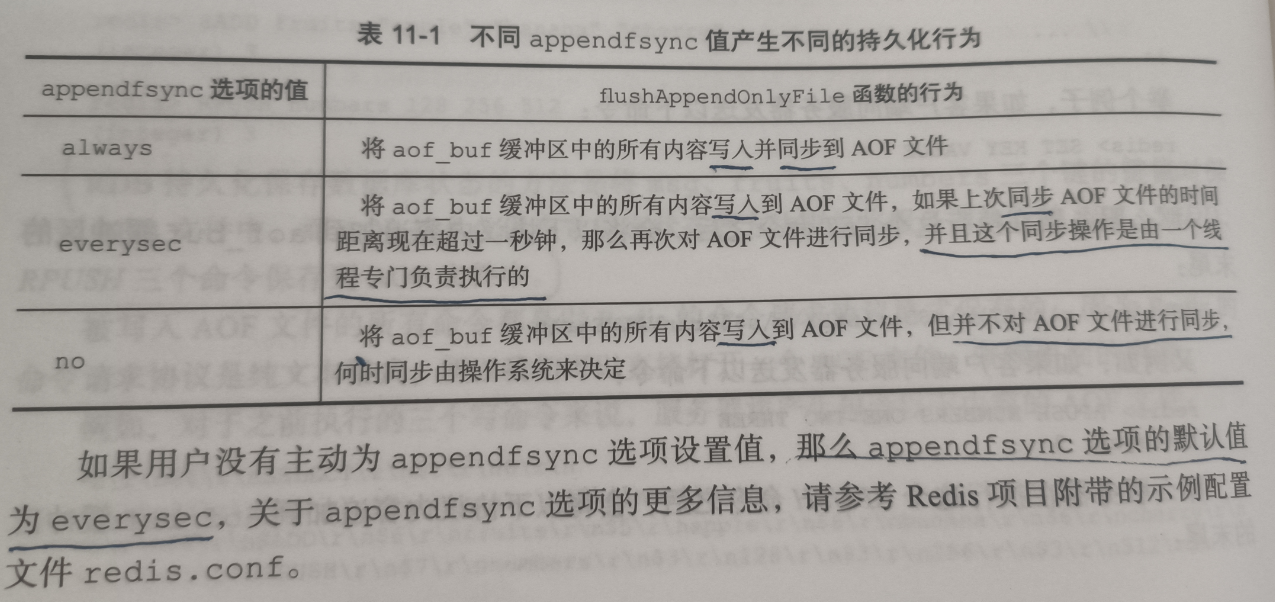 表 11-1 不同 appendfsync 值产生不同的持久化行为
appendfsync 选项的值 flushAppendOnlyFile 函数的行为
always 将 aof_buf 缓冲区中的所有内容写入并同步到 AOF 文件
将 aof_buf 缓冲区中的所有内容写入到 AOF 文件，如果上次同步 AOF 文件的时间
everysec 距离现在超过一秒钟，那么再次对 AOF 文件进行同步，并且这个同步操作是由一个线
程专门负责执行的
将 aof_buf 缓冲区中的所有内容写入到 AOF 文件，但并不对 AOF 文件进行同步，
no 何时同步由操作系统来决定
如果用户没有主动为 appendfsync 选项设置值，那么 appendfsync 选项的默认值
为 everysec，关于 appendfsync 选项的更多信息，请参考 Redis 项目附带的示例配置
文件 redis.conf。